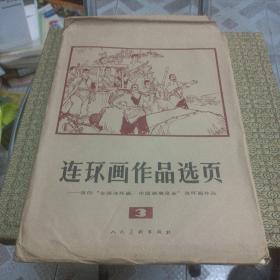 连环画作品选页
——选自“全国连环画、中国画展览会”连环画作品
3
人民美术出版社